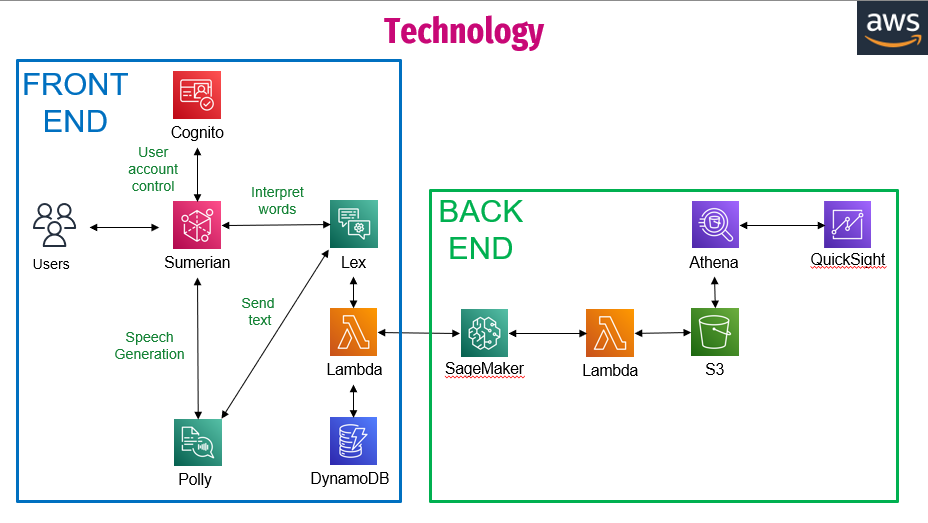 Technology
aws
FRONT
END
Cognito
User
account
control
Interpret
words
Users
Sumerian
Lex
Send
text
Speech
Generation
Lambda
Polly
DynamoDB
BACK
END
Athena
QuickSight
SageMaker
Lambda
S3